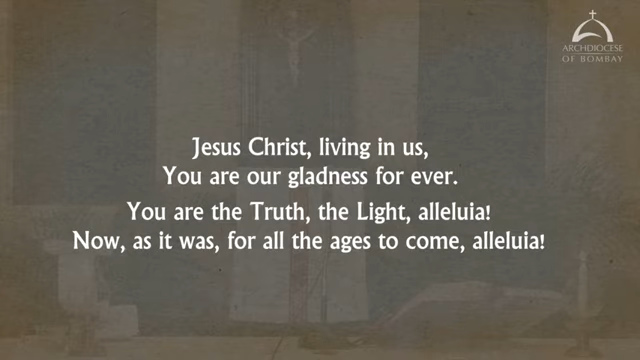 ARCHDIOCESE
OF BOMBAY
Jesus Christ, living in us,
You are our gladness for ever.
You are the Truth, the Light, alleluia!
Now, as it was, for all the ages to come, alleluia!